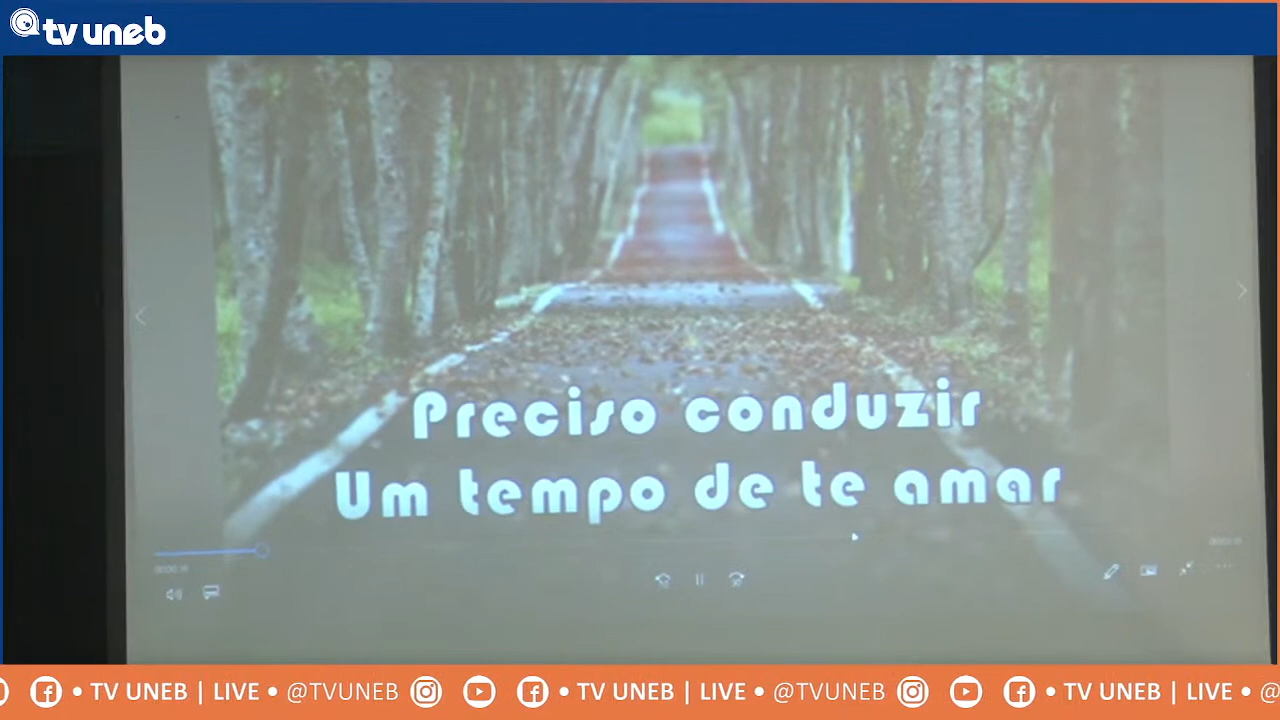 tv uneb
Preciso conduzir
Um tempo de te amar
• TV UNEB | LIVE • @TVUNEB • TV UNEB | LIVE • @TVUNEB • TV UNEB | LIVE • @